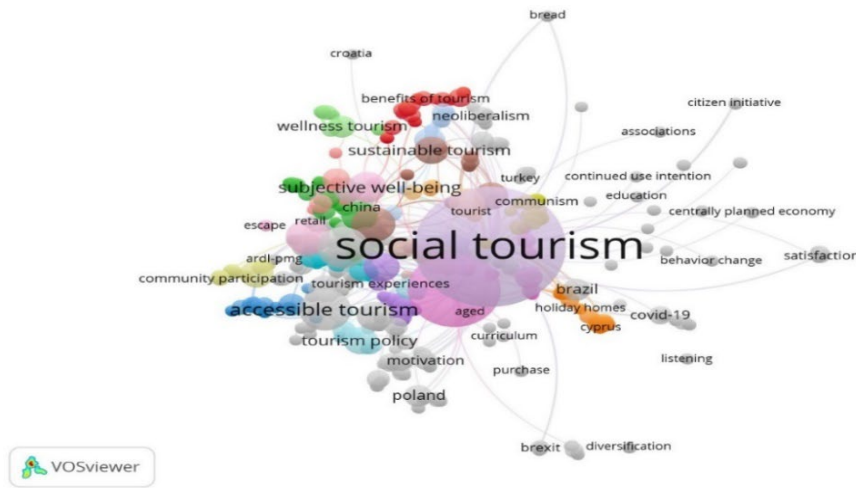 bread
croatia
benefits of tourism
citizen initiative
neoliberalism
wellness tourism
associations
sustainable tourism
turkey
continued use intention
subjective well-being
education
communism
china
tourist
centrally planned economy
escape
retail
social tourism
ardl-pmg
behavior change
satisfaction
community participation
tourism experiences
brazil
accessible tourism
aged
holiday homes
covid-19
cyprus
tourism policy
curriculum
motivation
listening
purchase
poland
brexit
diversification
VOSviewer